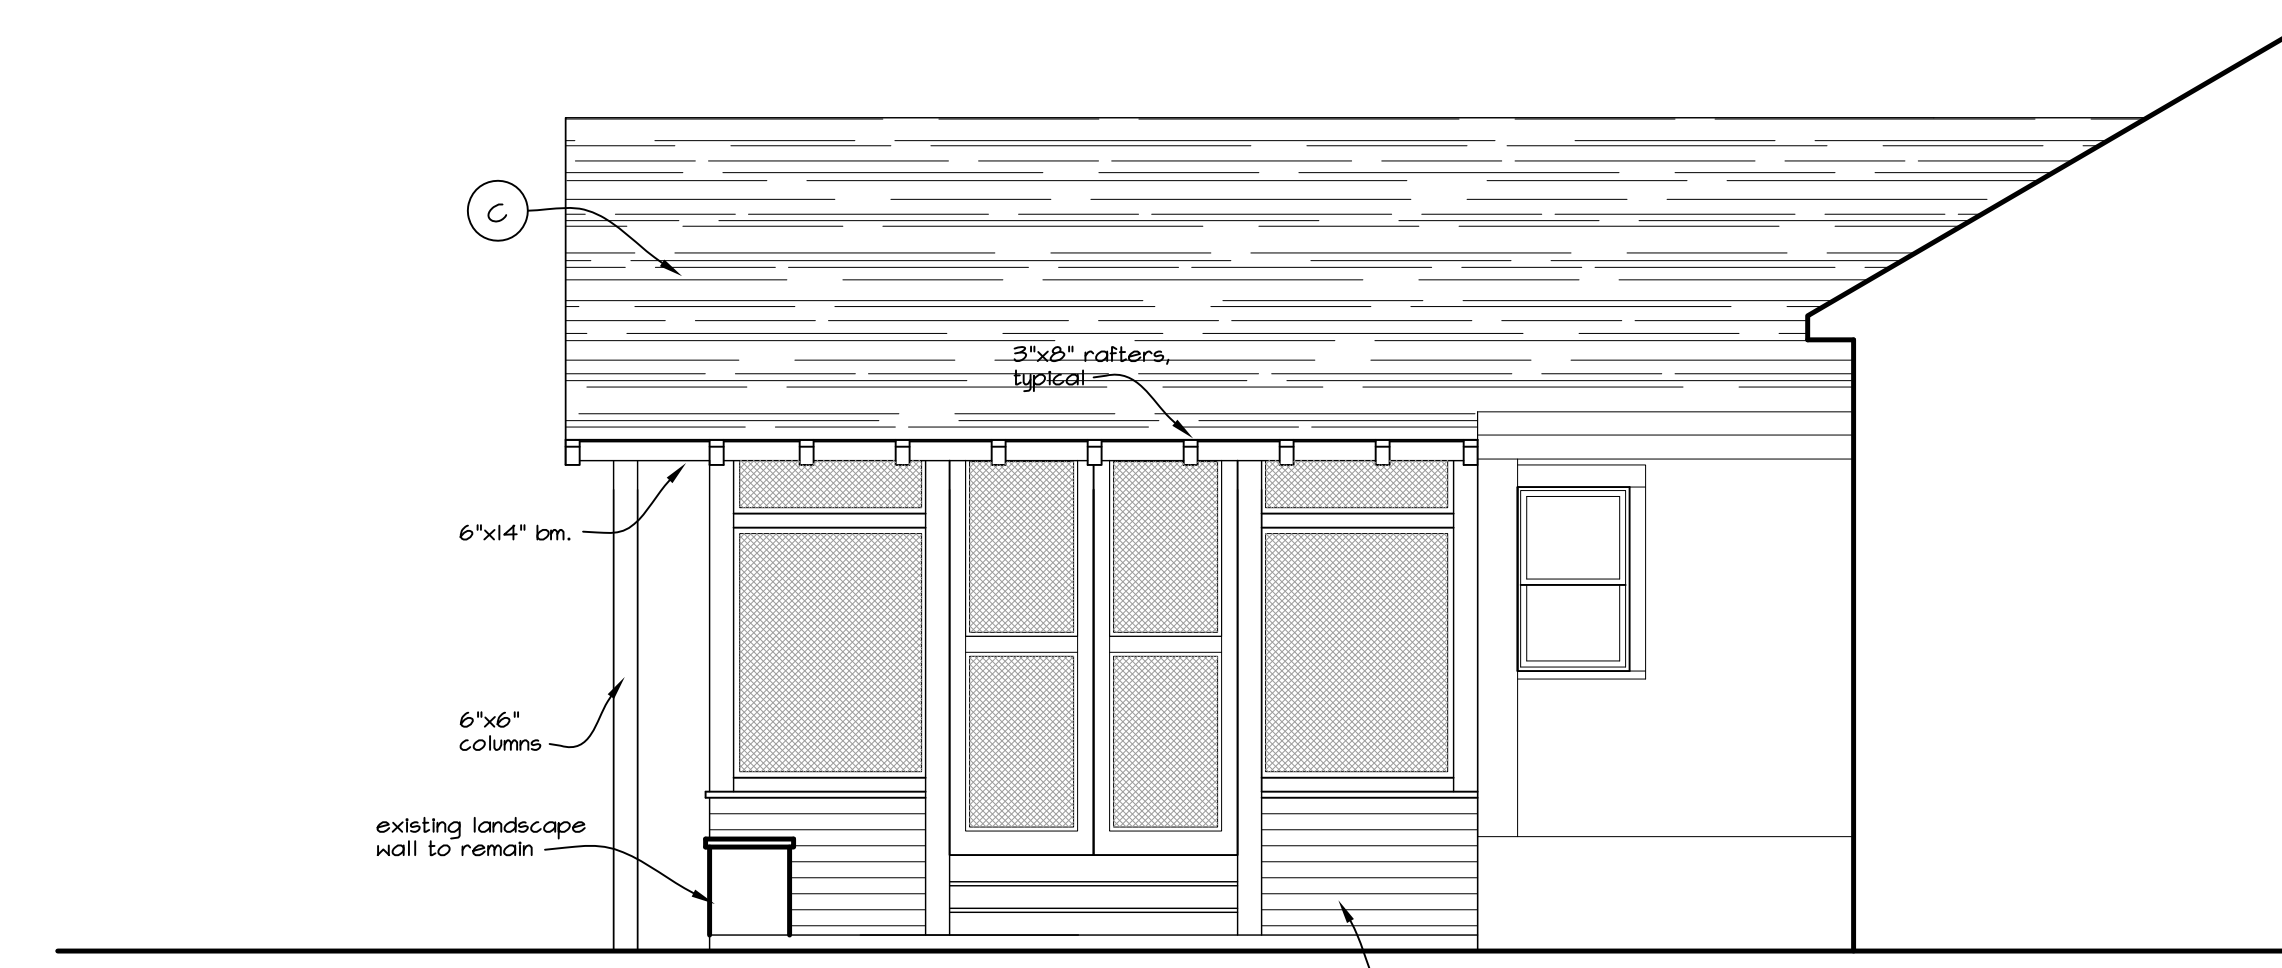 C
3"x8" rafters,
typical
6"x14" bm.
6"x6"
columns
existing landscape
wall to remain